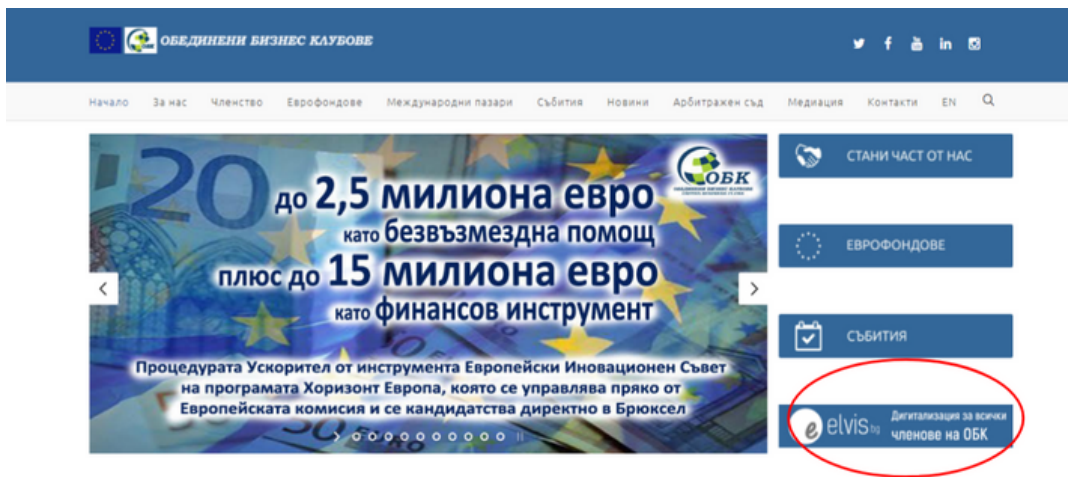 ОБЕДИНЕНИ БИЗНЕС КЛУБОВЕ
Начало За нас Членство Еврофондове Международни пазари Събития Новини Арбитражен съд Медиация Контакти EN
20
ОБК
до 2,5 милиона евро
като безвъзмездна помощ
плюс до 15 милиона евро
като финансов инструмент
Процедурата Ускорител от инструмента Европейски Иновационен Съвет
на програмата Хоризонт Европа, която се управлява пряко от
Европейската комисия и се кандидатства директно в Брюксел
СТАНИ ЧАСТ ОТ НАС
ЕВРОФОНДОВЕ
СЪБИТИЯ
elvis bg
Дигитализация за всички
членове на ОБК